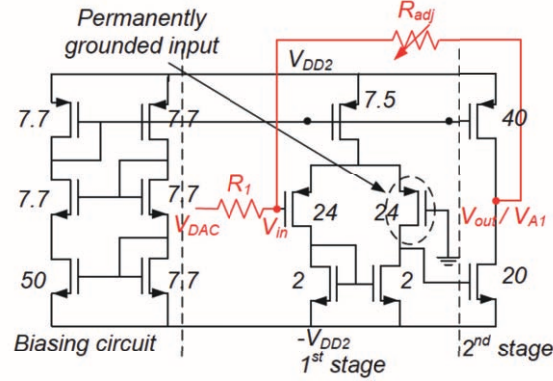 Permanently
grounded input
R_adj
V_DD2
7.7
7.7
7.5
40
7.7
7.7
R_1
24
24
V_DAC
V_in
V_out / V_A1
50
7.7
2
2
20
-V_DD2
Biasing circuit
1st stage
2nd stage